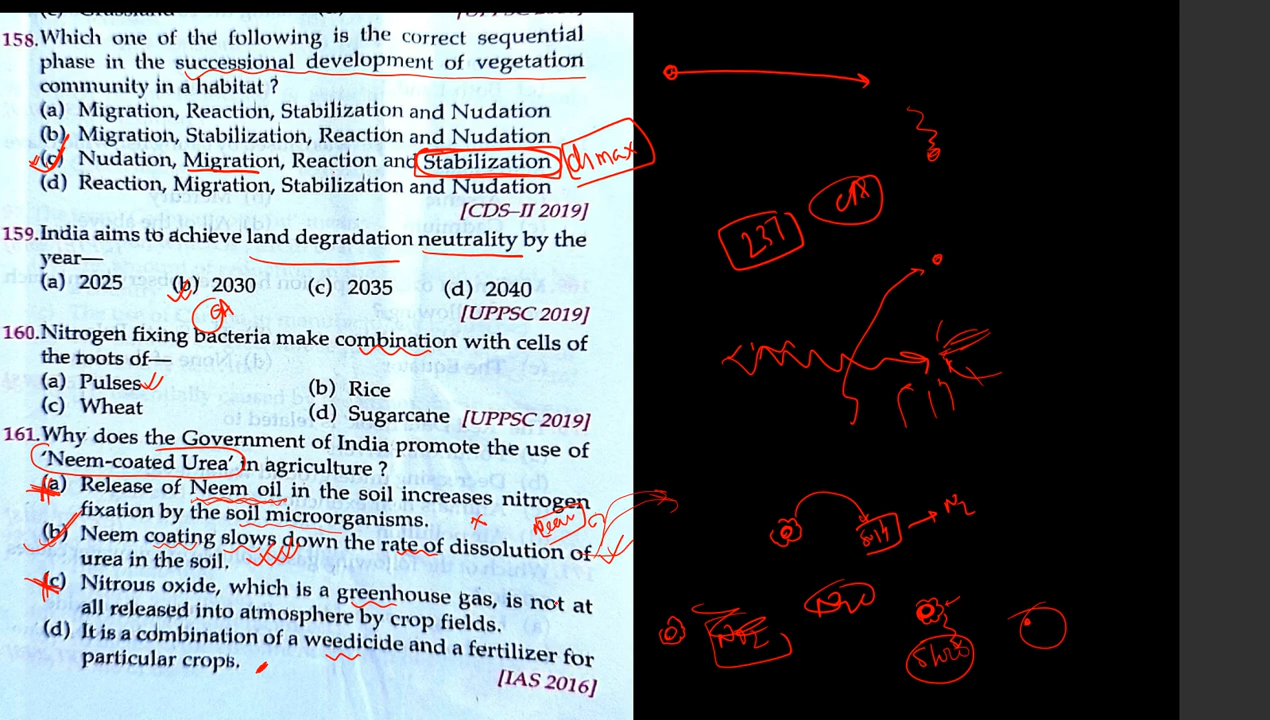 158. Which one of the following is the correct sequential
phase in the successional development of vegetation
community in a habitat ?
(a) Migration, Reaction, Stabilization and Nudation
(b) Migration, Stabilization, Reaction and Nudation
(c) Nudation, Migration, Reaction and Stabilization climax
(d) Reaction, Migration, Stabilization and Nudation
[CDS–II 2019]
159. India aims to achieve land degradation neutrality by the
year—
(a) 2025 (b) 2030 (c) 2035 (d) 2040
[UPPSC 2019]
160. Nitrogen fixing bacteria make combination with cells of
the roots of—
(a) Pulses (b) Rice
(c) Wheat (d) Sugarcane [UPPSC 2019]
161. Why does the Government of India promote the use of
'Neem-coated Urea' in agriculture ?
(a) Release of Neem oil in the soil increases nitrogen
fixation by the soil microorganisms.
(b) Neem coating slows down the rate of dissolution of
urea in the soil.
(c) Nitrous oxide, which is a greenhouse gas, is not at
all released into atmosphere by crop fields.
(d) It is a combination of a weedicide and a fertilizer for
particular crops.
[IAS 2016]
237
N2